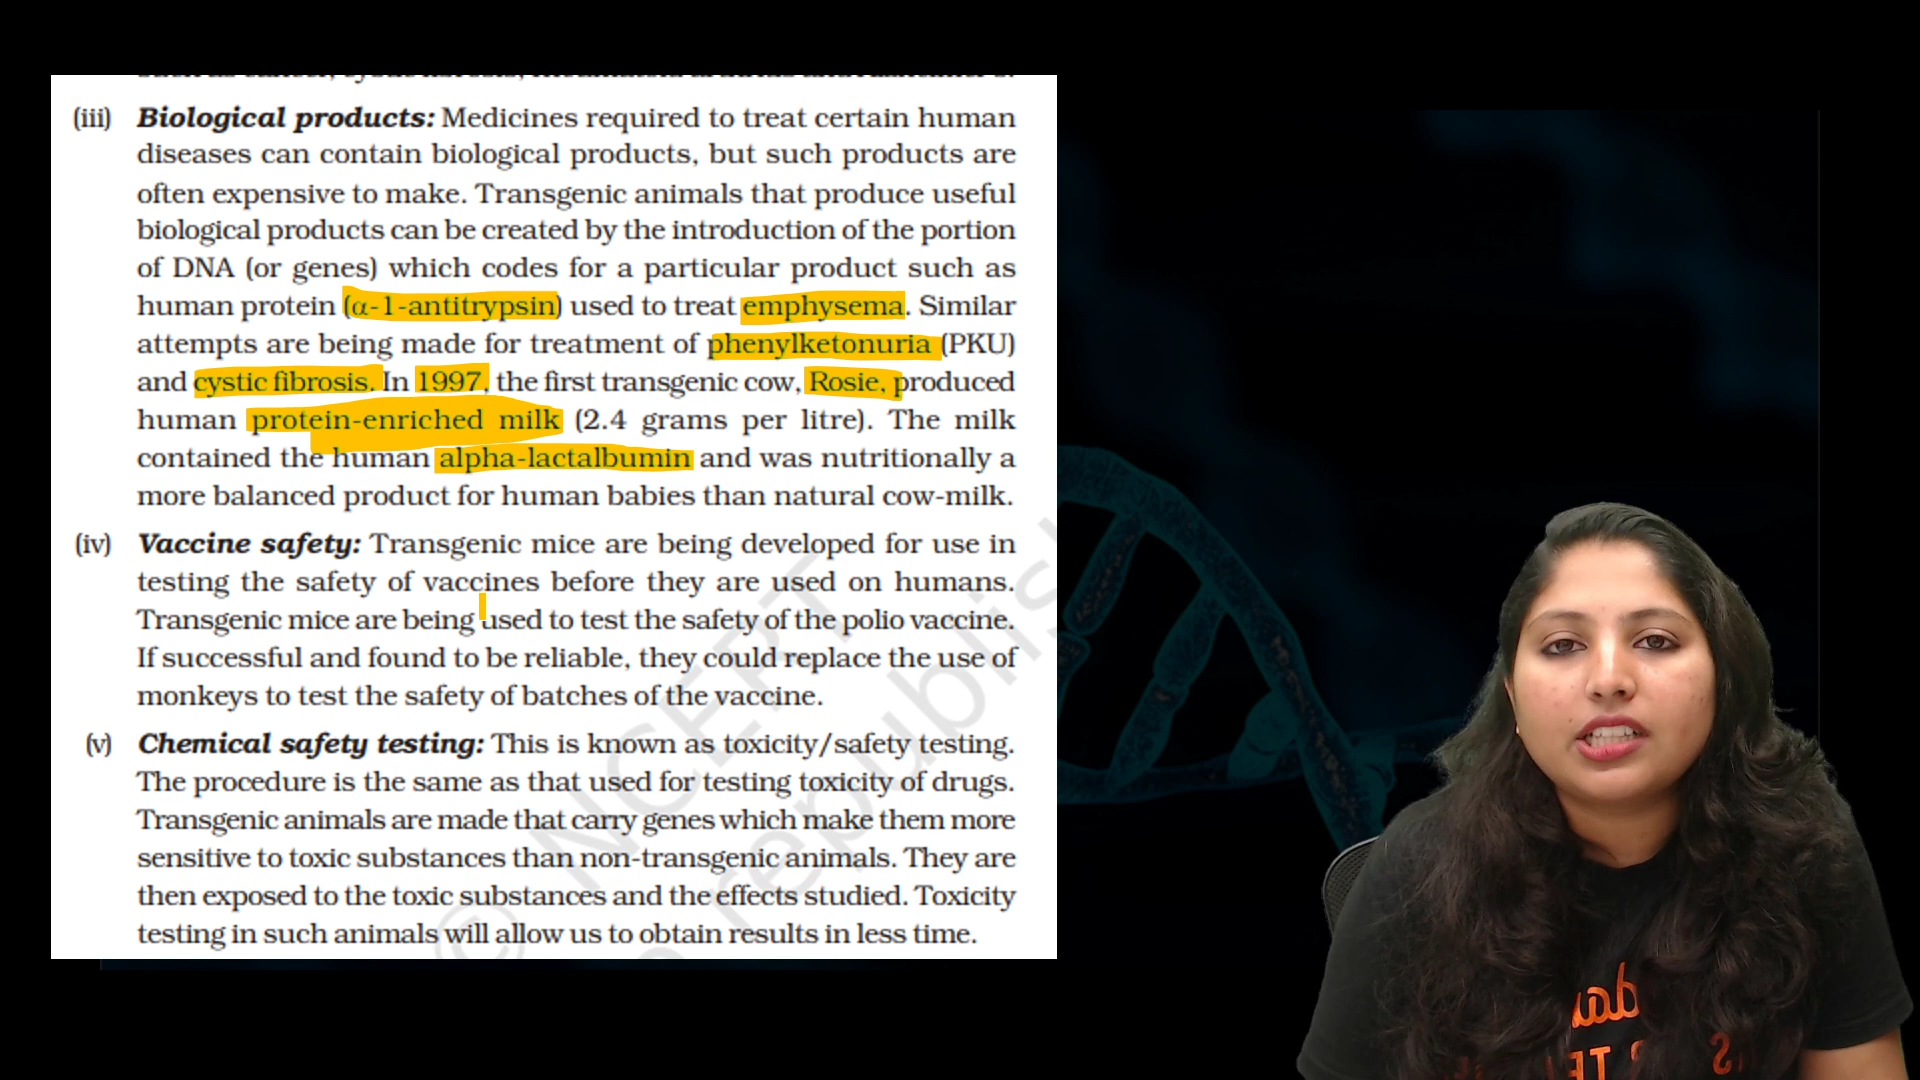 (iii) Biological products: Medicines required to treat certain human
diseases can contain biological products, but such products are
often expensive to make. Transgenic animals that produce useful
biological products can be created by the introduction of the portion
of DNA (or genes) which codes for a particular product such as
human protein (α-1-antitrypsin) used to treat emphysema. Similar
attempts are being made for treatment of phenylketonuria (PKU)
and cystic fibrosis. In 1997, the first transgenic cow, Rosie, produced
human protein-enriched milk (2.4 grams per litre). The milk
contained the human alpha-lactalbumin and was nutritionally a
more balanced product for human babies than natural cow-milk.
(iv) Vaccine safety: Transgenic mice are being developed for use in
testing the safety of vaccines before they are used on humans.
Transgenic mice are being used to test the safety of the polio vaccine.
If successful and found to be reliable, they could replace the use of
monkeys to test the safety of batches of the vaccine.
(v) Chemical safety testing: This is known as toxicity/safety testing.
The procedure is the same as that used for testing toxicity of drugs.
Transgenic animals are made that carry genes which make them more
sensitive to toxic substances than non-transgenic animals. They are
then exposed to the toxic substances and the effects studied. Toxicity
testing in such animals will allow us to obtain results in less time.
© NCERT
republish